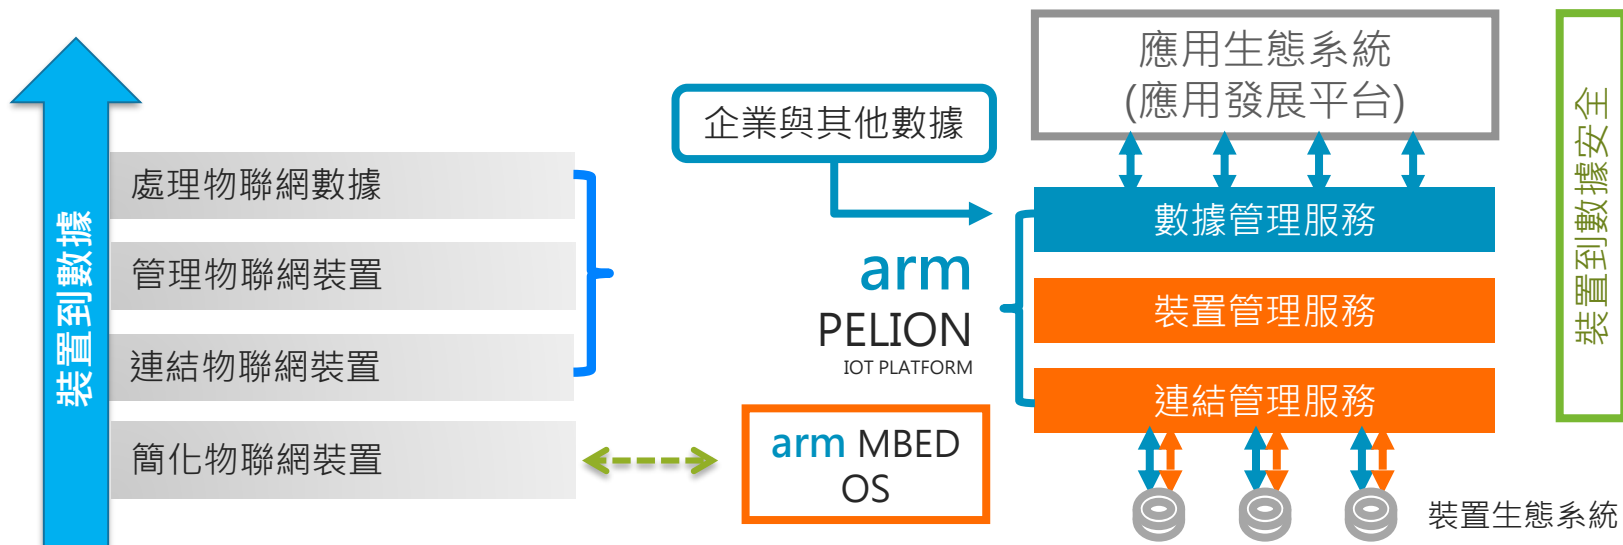 裝置到數據
處理物聯網數據
管理物聯網裝置
連結物聯網裝置
簡化物聯網裝置
企業與其他數據
arm
PELION
IOT PLATFORM
arm MBED
OS
應用生態系統
(應用發展平台)
數據管理服務
裝置管理服務
連結管理服務
裝置生態系統
裝置到數據安全